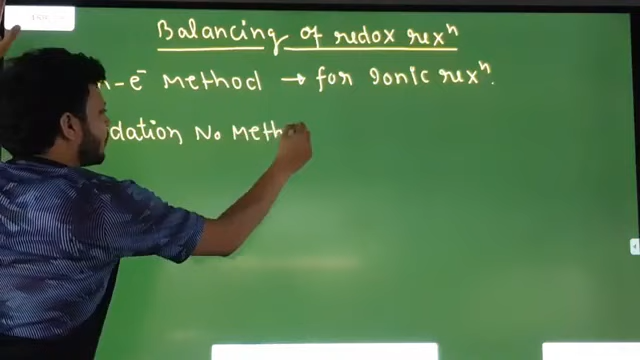 Balancing of redox rexⁿ
n-e⁻ Method → for Ionic rexⁿ.
dation No Meth